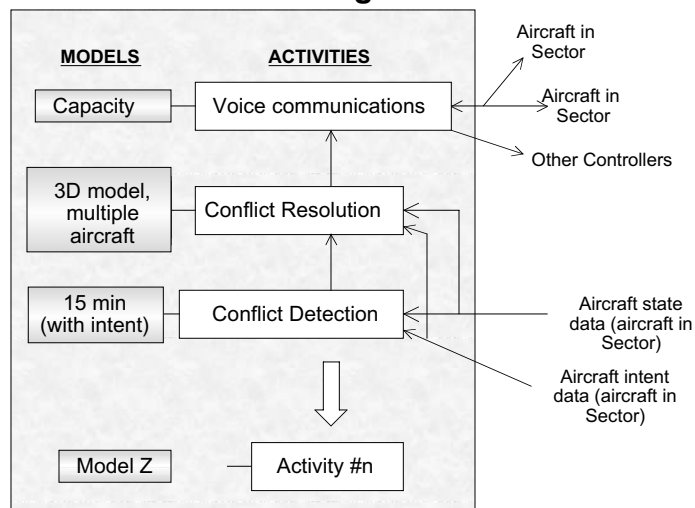 MODELS
ACTIVITIES
Aircraft in
Sector
Capacity
Voice communications
Aircraft in
Sector
Other Controllers
3D model,
multiple
aircraft
Conflict Resolution
15 min
(with intent)
Conflict Detection
Aircraft state
data (aircraft in
Sector)
Aircraft intent
data (aircraft in
Sector)
Model Z
Activity #n